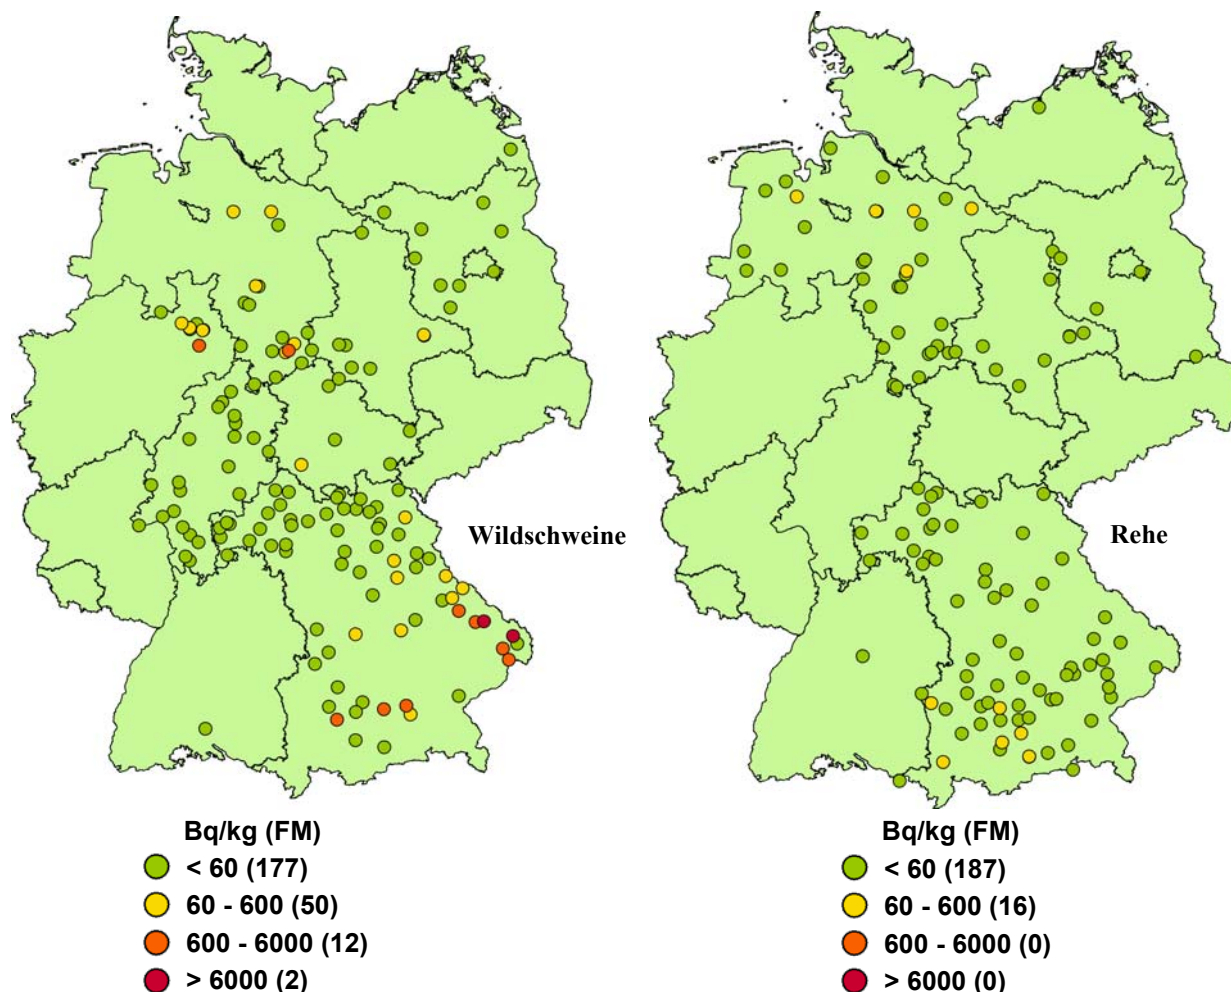 Wildschweine
Bq/kg (FM)
< 60 (177)
60 - 600 (50)
600 - 6000 (12)
> 6000 (2)
Rehe
Bq/kg (FM)
< 60 (187)
60 - 600 (16)
600 - 6000 (0)
> 6000 (0)